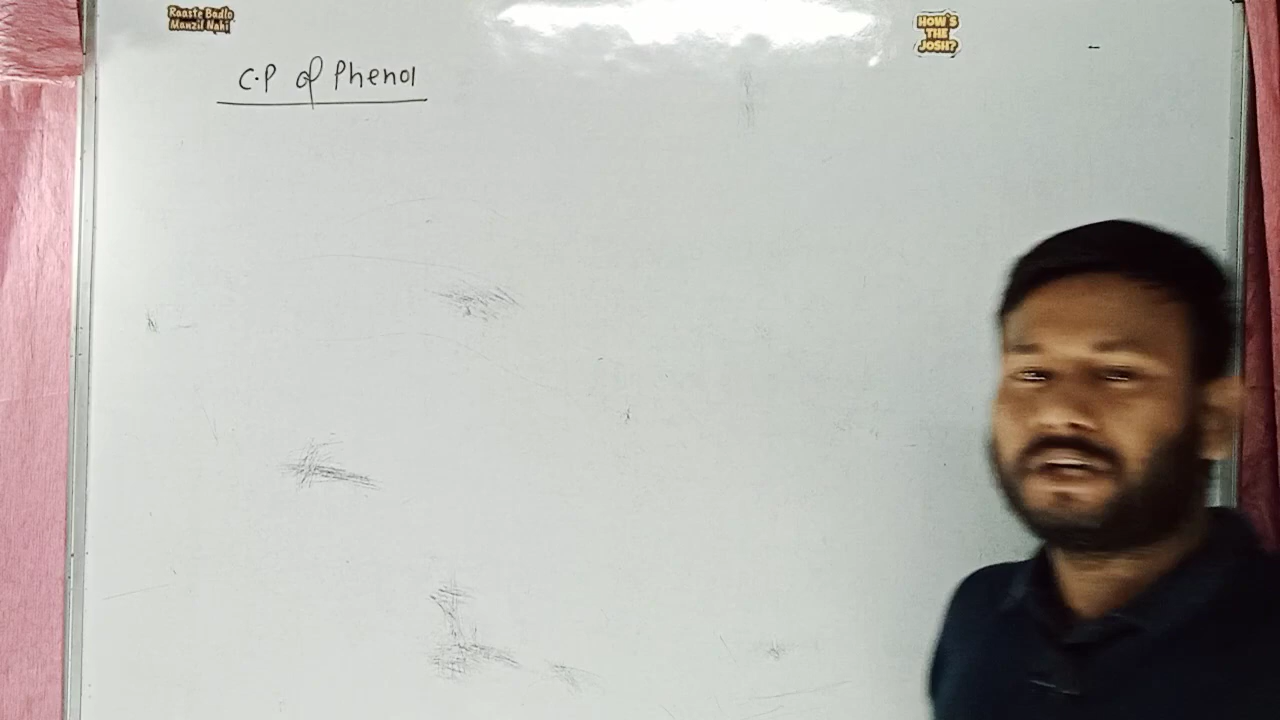 Raaste Badlo
Manzil Nahi
HOW'S
THE
JOSH?
C.P of Phenol